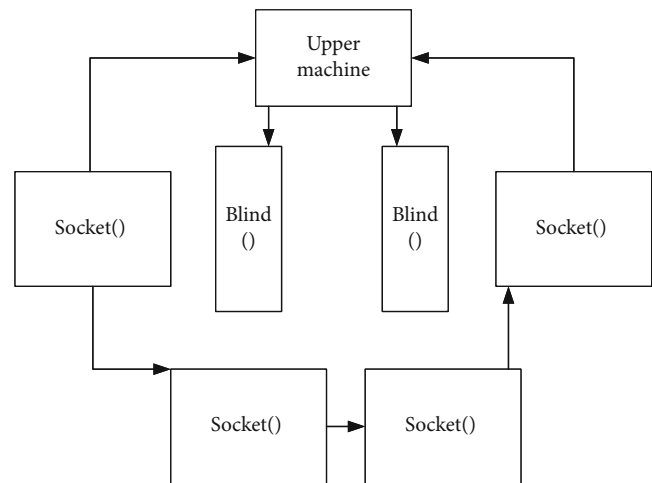 Upper
machine
Socket()
Blind
()
Blind
()
Socket()
Socket()
Socket()